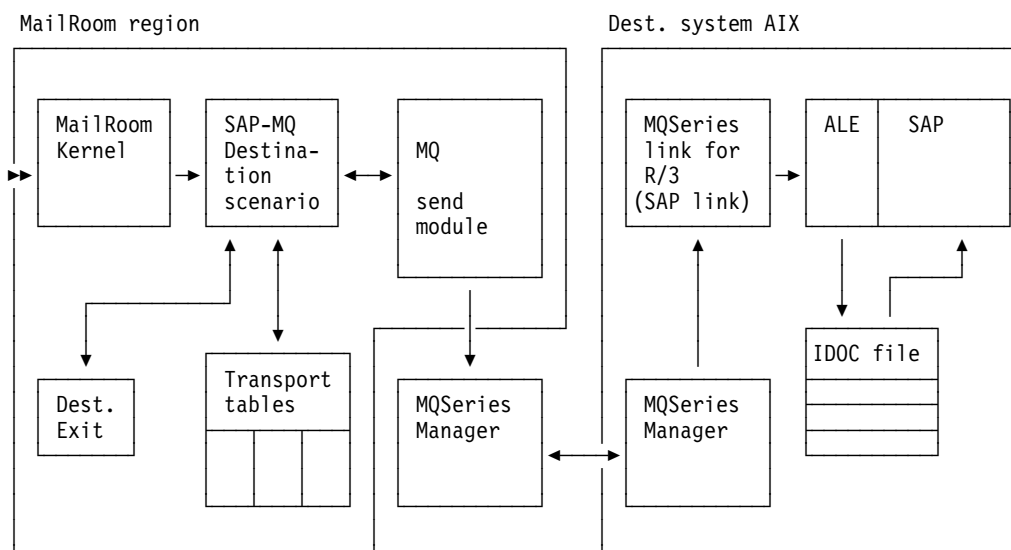 MailRoom region
Dest. system AIX
MailRoom
Kernel
SAP-MQ
Destina-
tion
scenario
MQ
send
module
MQSeries
link for
R/3
(SAP link)
ALE
SAP
Dest.
Exit
Transport
tables
MQSeries
Manager
MQSeries
Manager
IDOC file